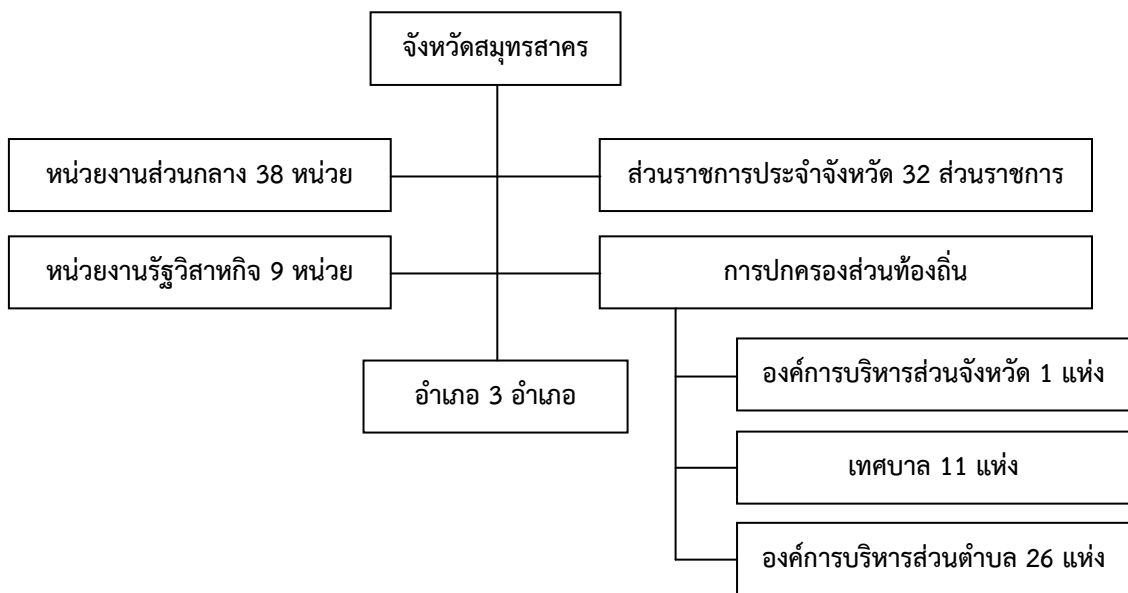 จังหวัดสมุทรสาคร
หน่วยงานส่วนกลาง 38 หน่วย
ส่วนราชการประจำจังหวัด 32 ส่วนราชการ
หน่วยงานรัฐวิสาหกิจ 9 หน่วย
การปกครองส่วนท้องถิ่น
องค์การบริหารส่วนจังหวัด 1 แห่ง
อำเภอ 3 อำเภอ
เทศบาล 11 แห่ง
องค์การบริหารส่วนตำบล 26 แห่ง